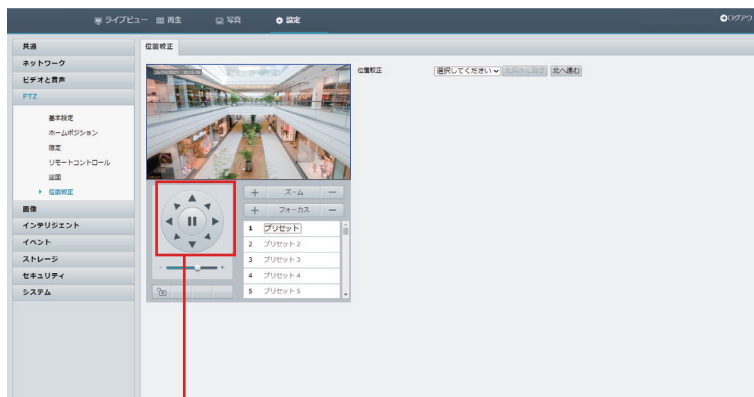 ライブビュー 再生 写真 設定 ログアウ
共通
ネットワーク
ビデオと音声
PTZ
基本設定
ホームポジション
限定
リモートコントロール
巡回
位置校正
画像
インテリジェント
イベント
ストレージ
セキュリティ
システム
位置校正
位置校正 選択してください 北へ進む
+ ズーム −
+ フォーカス −
1 プリセット
2 プリセット 2
3 プリセット 3
4 プリセット 4
5 プリセット 5
- +